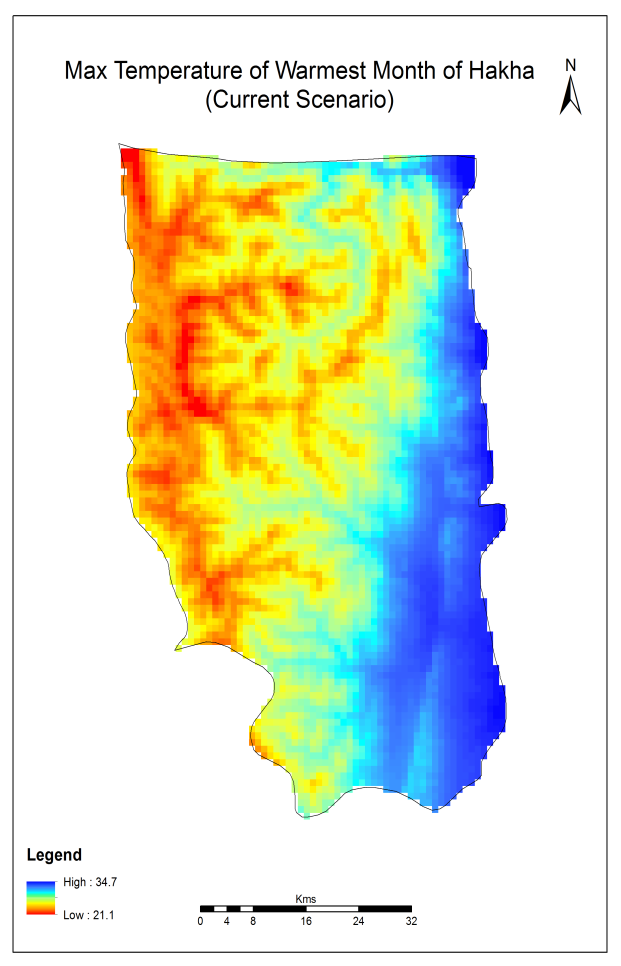 Max Temperature of Warmest Month of Hakha
(Current Scenario)
N
Legend
High : 34.7
Low : 21.1
Kms
0 4 8 16 24 32